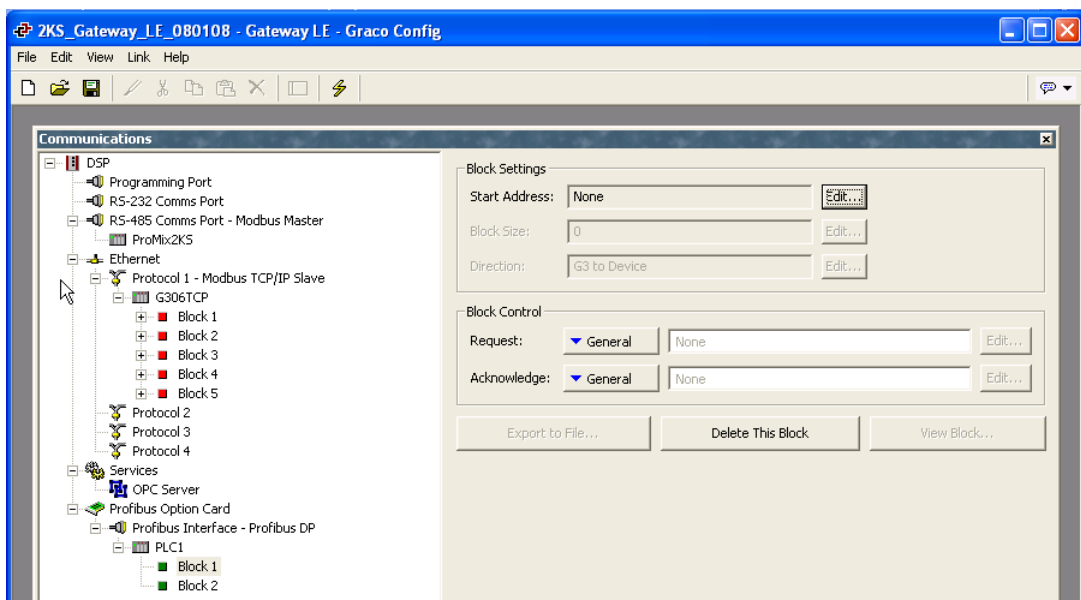 2KS_Gateway_LE_080108 - Gateway LE - Graco Config
File Edit View Link Help
Communications
DSP
Programming Port
RS-232 Comms Port
RS-485 Comms Port - Modbus Master
ProMix2KS
Ethernet
Protocol 1 - Modbus TCP/IP Slave
G306TCP
Block 1
Block 2
Block 3
Block 4
Block 5
Protocol 2
Protocol 3
Protocol 4
Services
OPC Server
Profibus Option Card
Profibus Interface - Profibus DP
PLC1
Block 1
Block 2
Block Settings
Start Address: None Edit...
Block Size: 0 Edit...
Direction: G3 to Device Edit...
Block Control
Request: General None Edit...
Acknowledge: General None Edit...
Export to File... Delete This Block View Block...